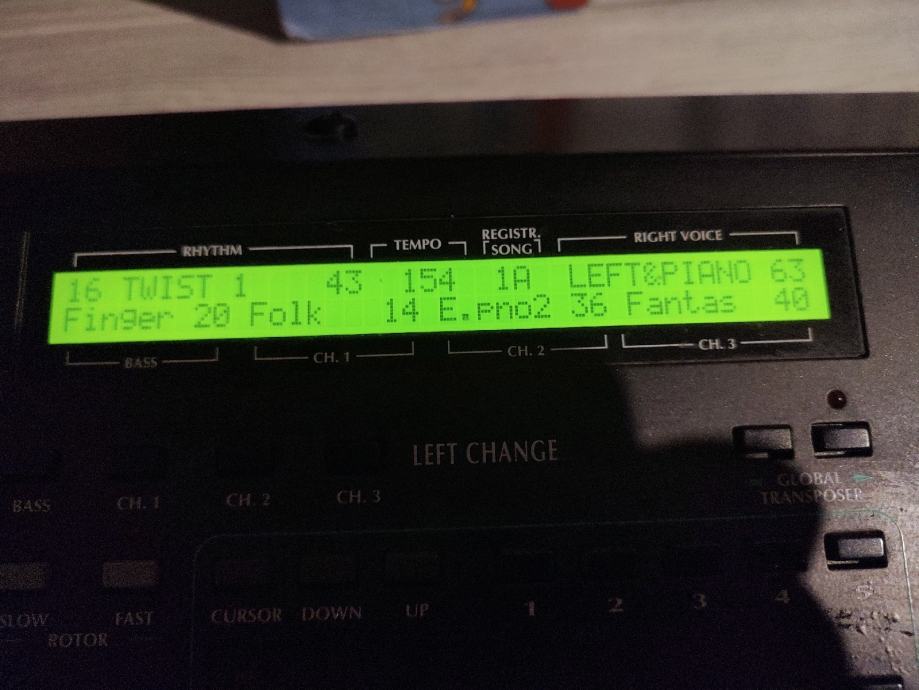 RHYTHM TEMPO REGISTR. SONG RIGHT VOICE
16 TWIST 1 43 154 1A LEFT&PIANO 63
Finger 20 Folk 14 E.pno2 36 Fantas 40
BASS CH. 1 CH. 2 CH. 3
LEFT CHANGE
BASS CH. 1 CH. 2 CH. 3
GLOBAL
TRANSPOSER
SLOW FAST
ROTOR
CURSOR DOWN UP 1 2 3 4 5